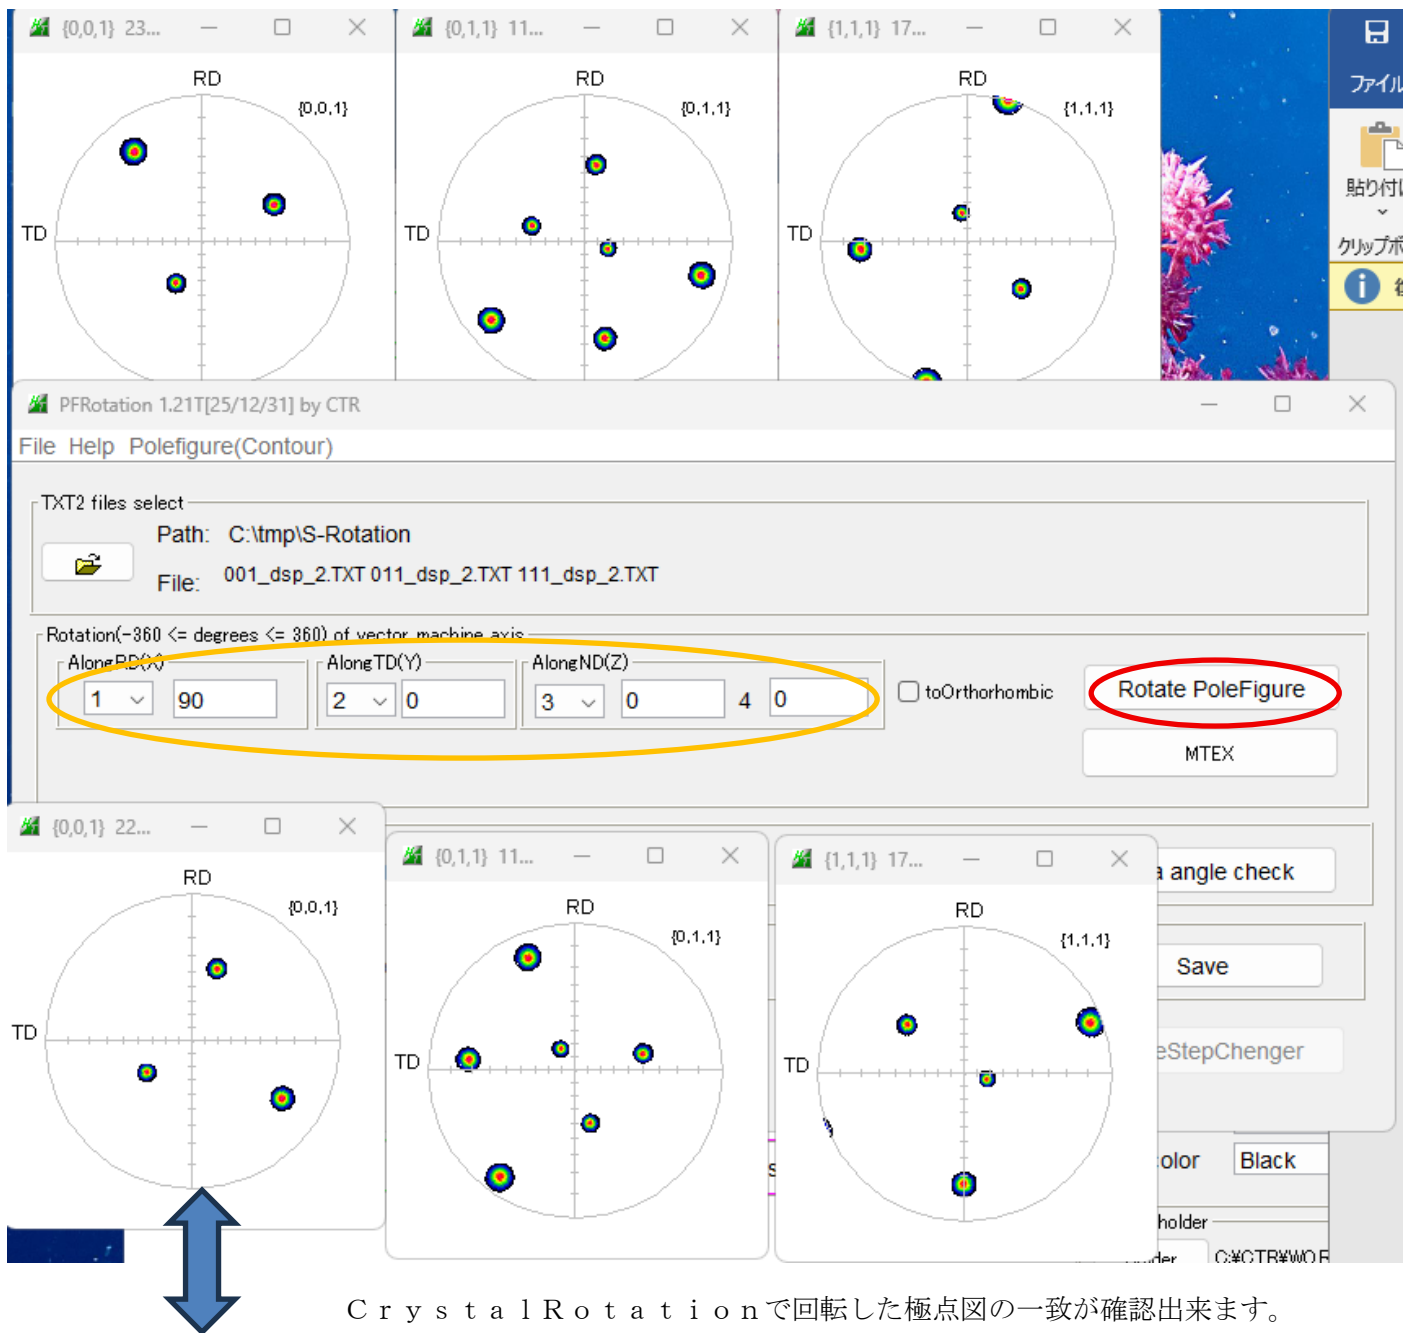 {0,0,1} 23...
{0,1,1} 11...
{1,1,1} 17...
RD
{0,0,1}
TD
RD
{0,1,1}
TD
RD
{1,1,1}
TD
ファイル
貼り付け
クリップボ
PFRotation 1.21T[25/12/31] by CTR
File Help Polefigure(Contour)
TXT2 files select
Path: C:\tmp\S-Rotation
File: 001_dsp_2.TXT 011_dsp_2.TXT 111_dsp_2.TXT
Rotation(-360 <= degrees <= 360) of vector machine axis
AlongRD(X)
1 90
AlongTD(Y)
2 0
AlongND(Z)
3 0 4 0
toOrthorhombic
Rotate PoleFigure
MTEX
{0,0,1} 22...
{0,1,1} 11...
{1,1,1} 17...
RD
{0,0,1}
TD
RD
{0,1,1}
TD
RD
{1,1,1}
TD
a angle check
Save
eStepChenger
olor Black
holder
C:¥CTR¥WOR
ＣｒｙｓｔａｌＲｏｔａｔｉｏｎで回転した極点図の一致が確認出来ます。